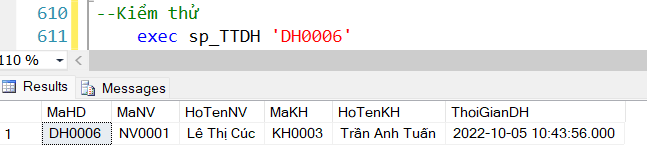 610 --Kiểm thử
611 exec sp_TTDH 'DH0006'
110 %
Results Messages
MaHD MaNV HoTenNV MaKH HoTenKH ThoiGianDH
1 DH0006 NV0001 Lê Thị Cúc KH0003 Trần Anh Tuấn 2022-10-05 10:43:56.000